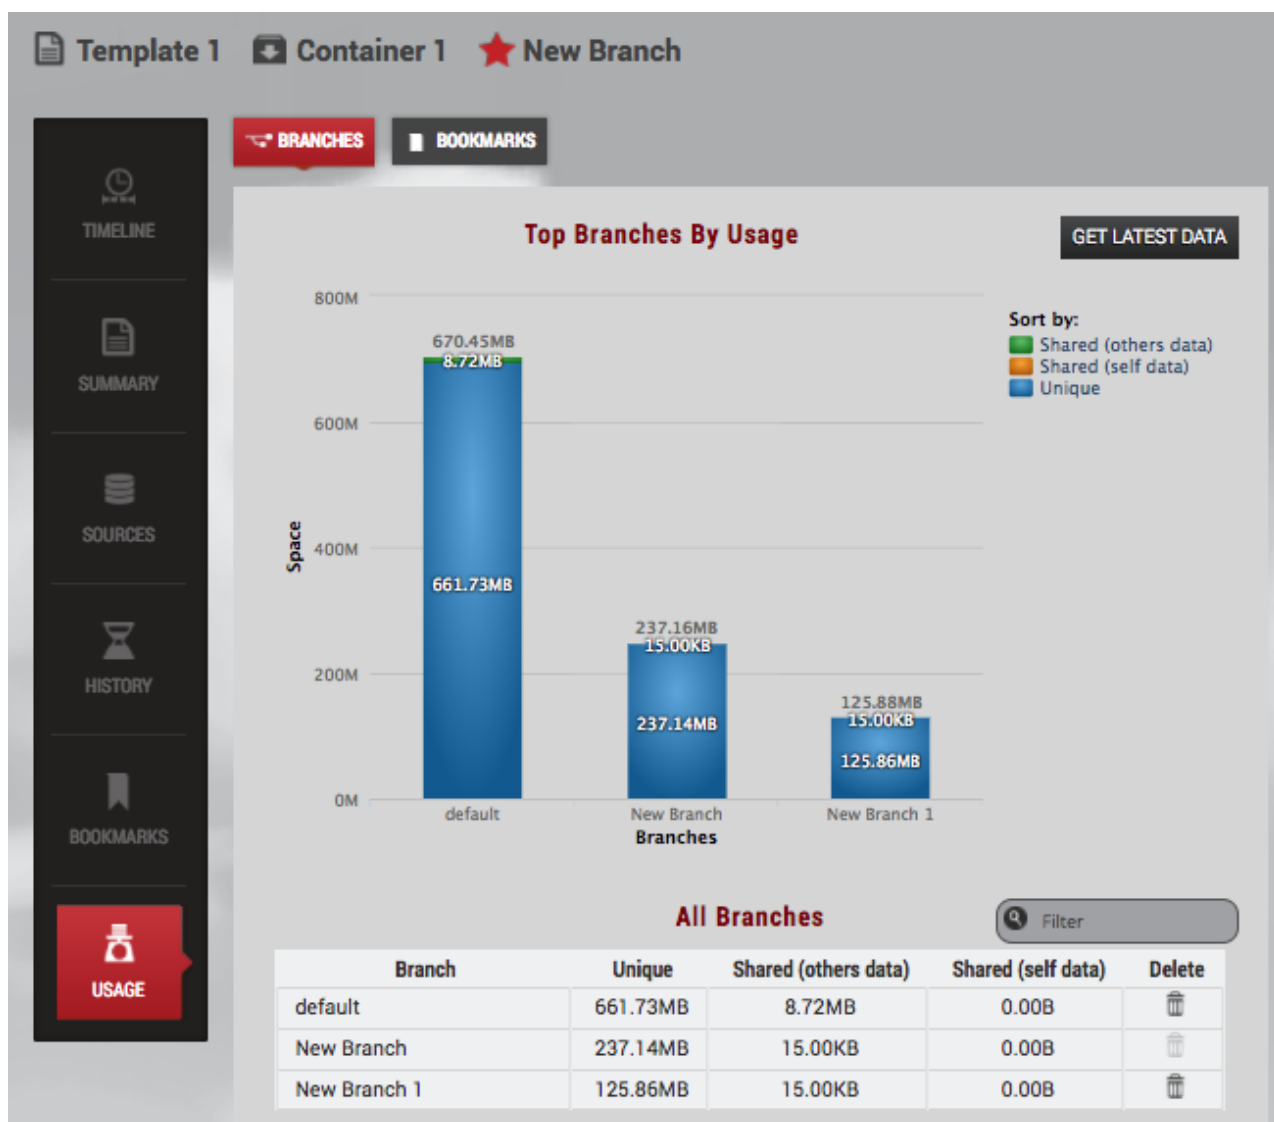 Template 1 Container 1 New Branch
BRANCHES BOOKMARKS
TIMELINE
SUMMARY
SOURCES
HISTORY
BOOKMARKS
USAGE
Top Branches By Usage
GET LATEST DATA
Sort by:
Shared (others data)
Shared (self data)
Unique
Space
800M
600M
400M
200M
0M
670.45MB
8.72MB
661.73MB
237.16MB
15.00KB
237.14MB
125.88MB
15.00KB
125.86MB
default New Branch New Branch 1
Branches
All Branches
Filter
Branch Unique Shared (others data) Shared (self data) Delete
default 661.73MB 8.72MB 0.00B
New Branch 237.14MB 15.00KB 0.00B
New Branch 1 125.86MB 15.00KB 0.00B